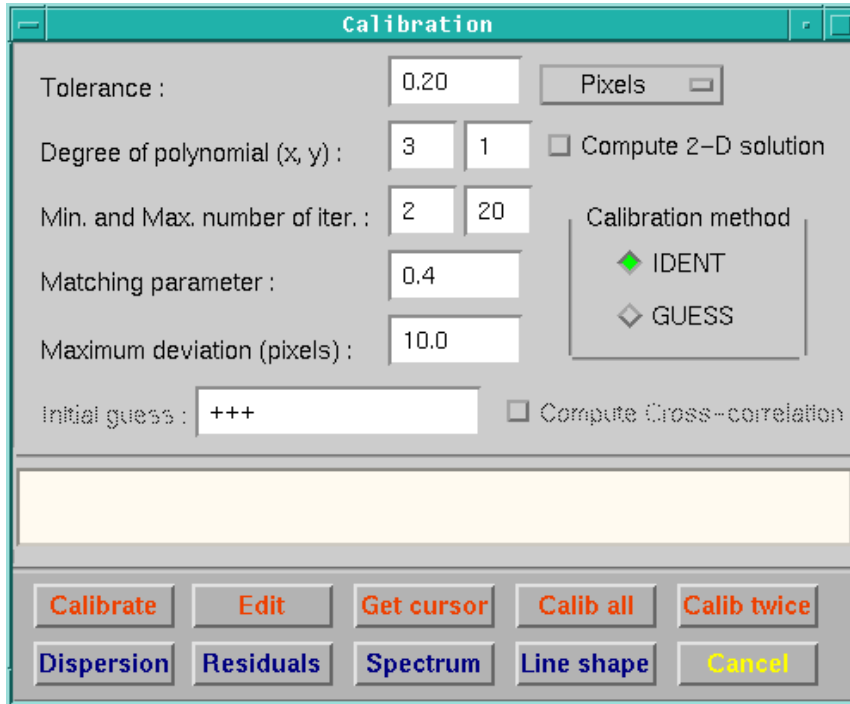 Calibration
Tolerance : 0.20 Pixels
Degree of polynomial (x, y) : 3 1 Compute 2-D solution
Min. and Max. number of iter. : 2 20 Calibration method
IDENT
Matching parameter : 0.4
GUESS
Maximum deviation (pixels) : 10.0
Initial guess : +++ Compute Cross-correlation
Calibrate Edit Get cursor Calib all Calib twice
Dispersion Residuals Spectrum Line shape Cancel